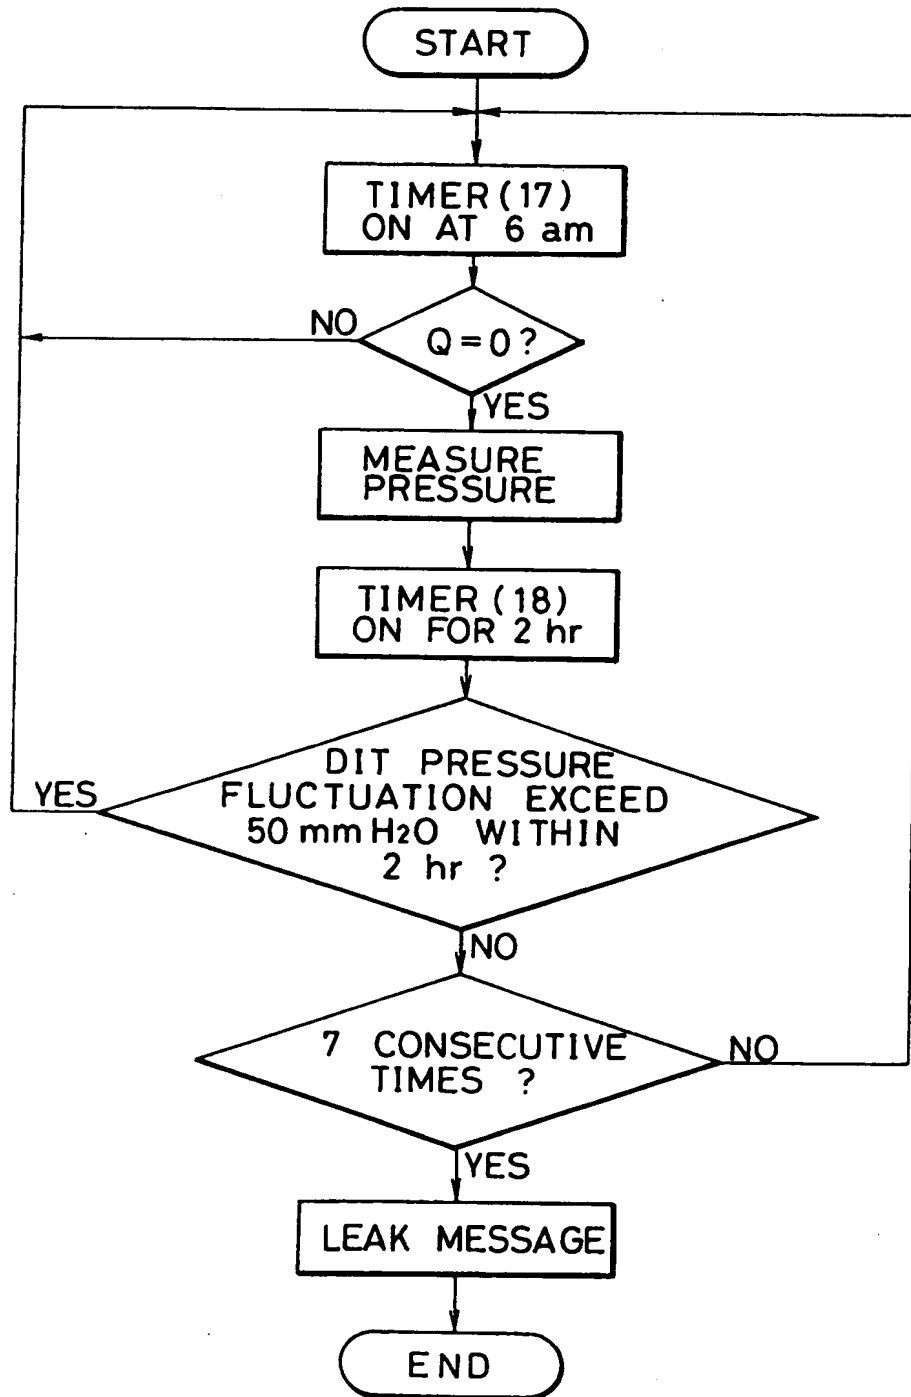 START
TIMER (17)
ON AT 6 am
NO
Q=0?
YES
MEASURE
PRESSURE
TIMER (18)
ON FOR 2 hr
DIT PRESSURE
YES
FLUCTUATION EXCEED
50 mm H2O WITHIN
2 hr ?
NO
7 CONSECUTIVE
NO
TIMES ?
YES
LEAK MESSAGE
END